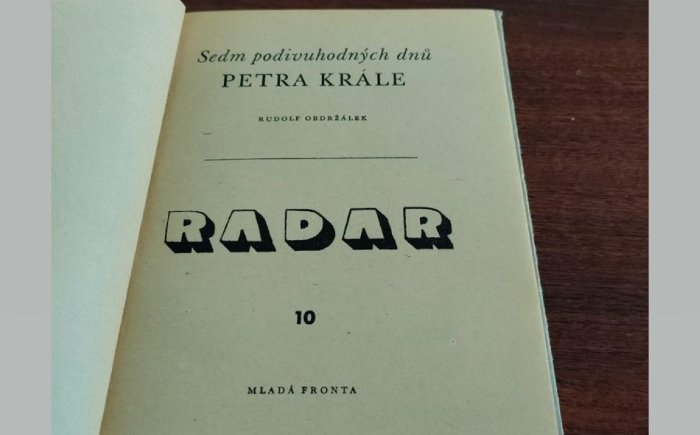 Sedm podivuhodných dnů
PETRA KRÁLE
RUDOLF OBDRŽÁLEK
RADAR
10
MLADÁ FRONTA